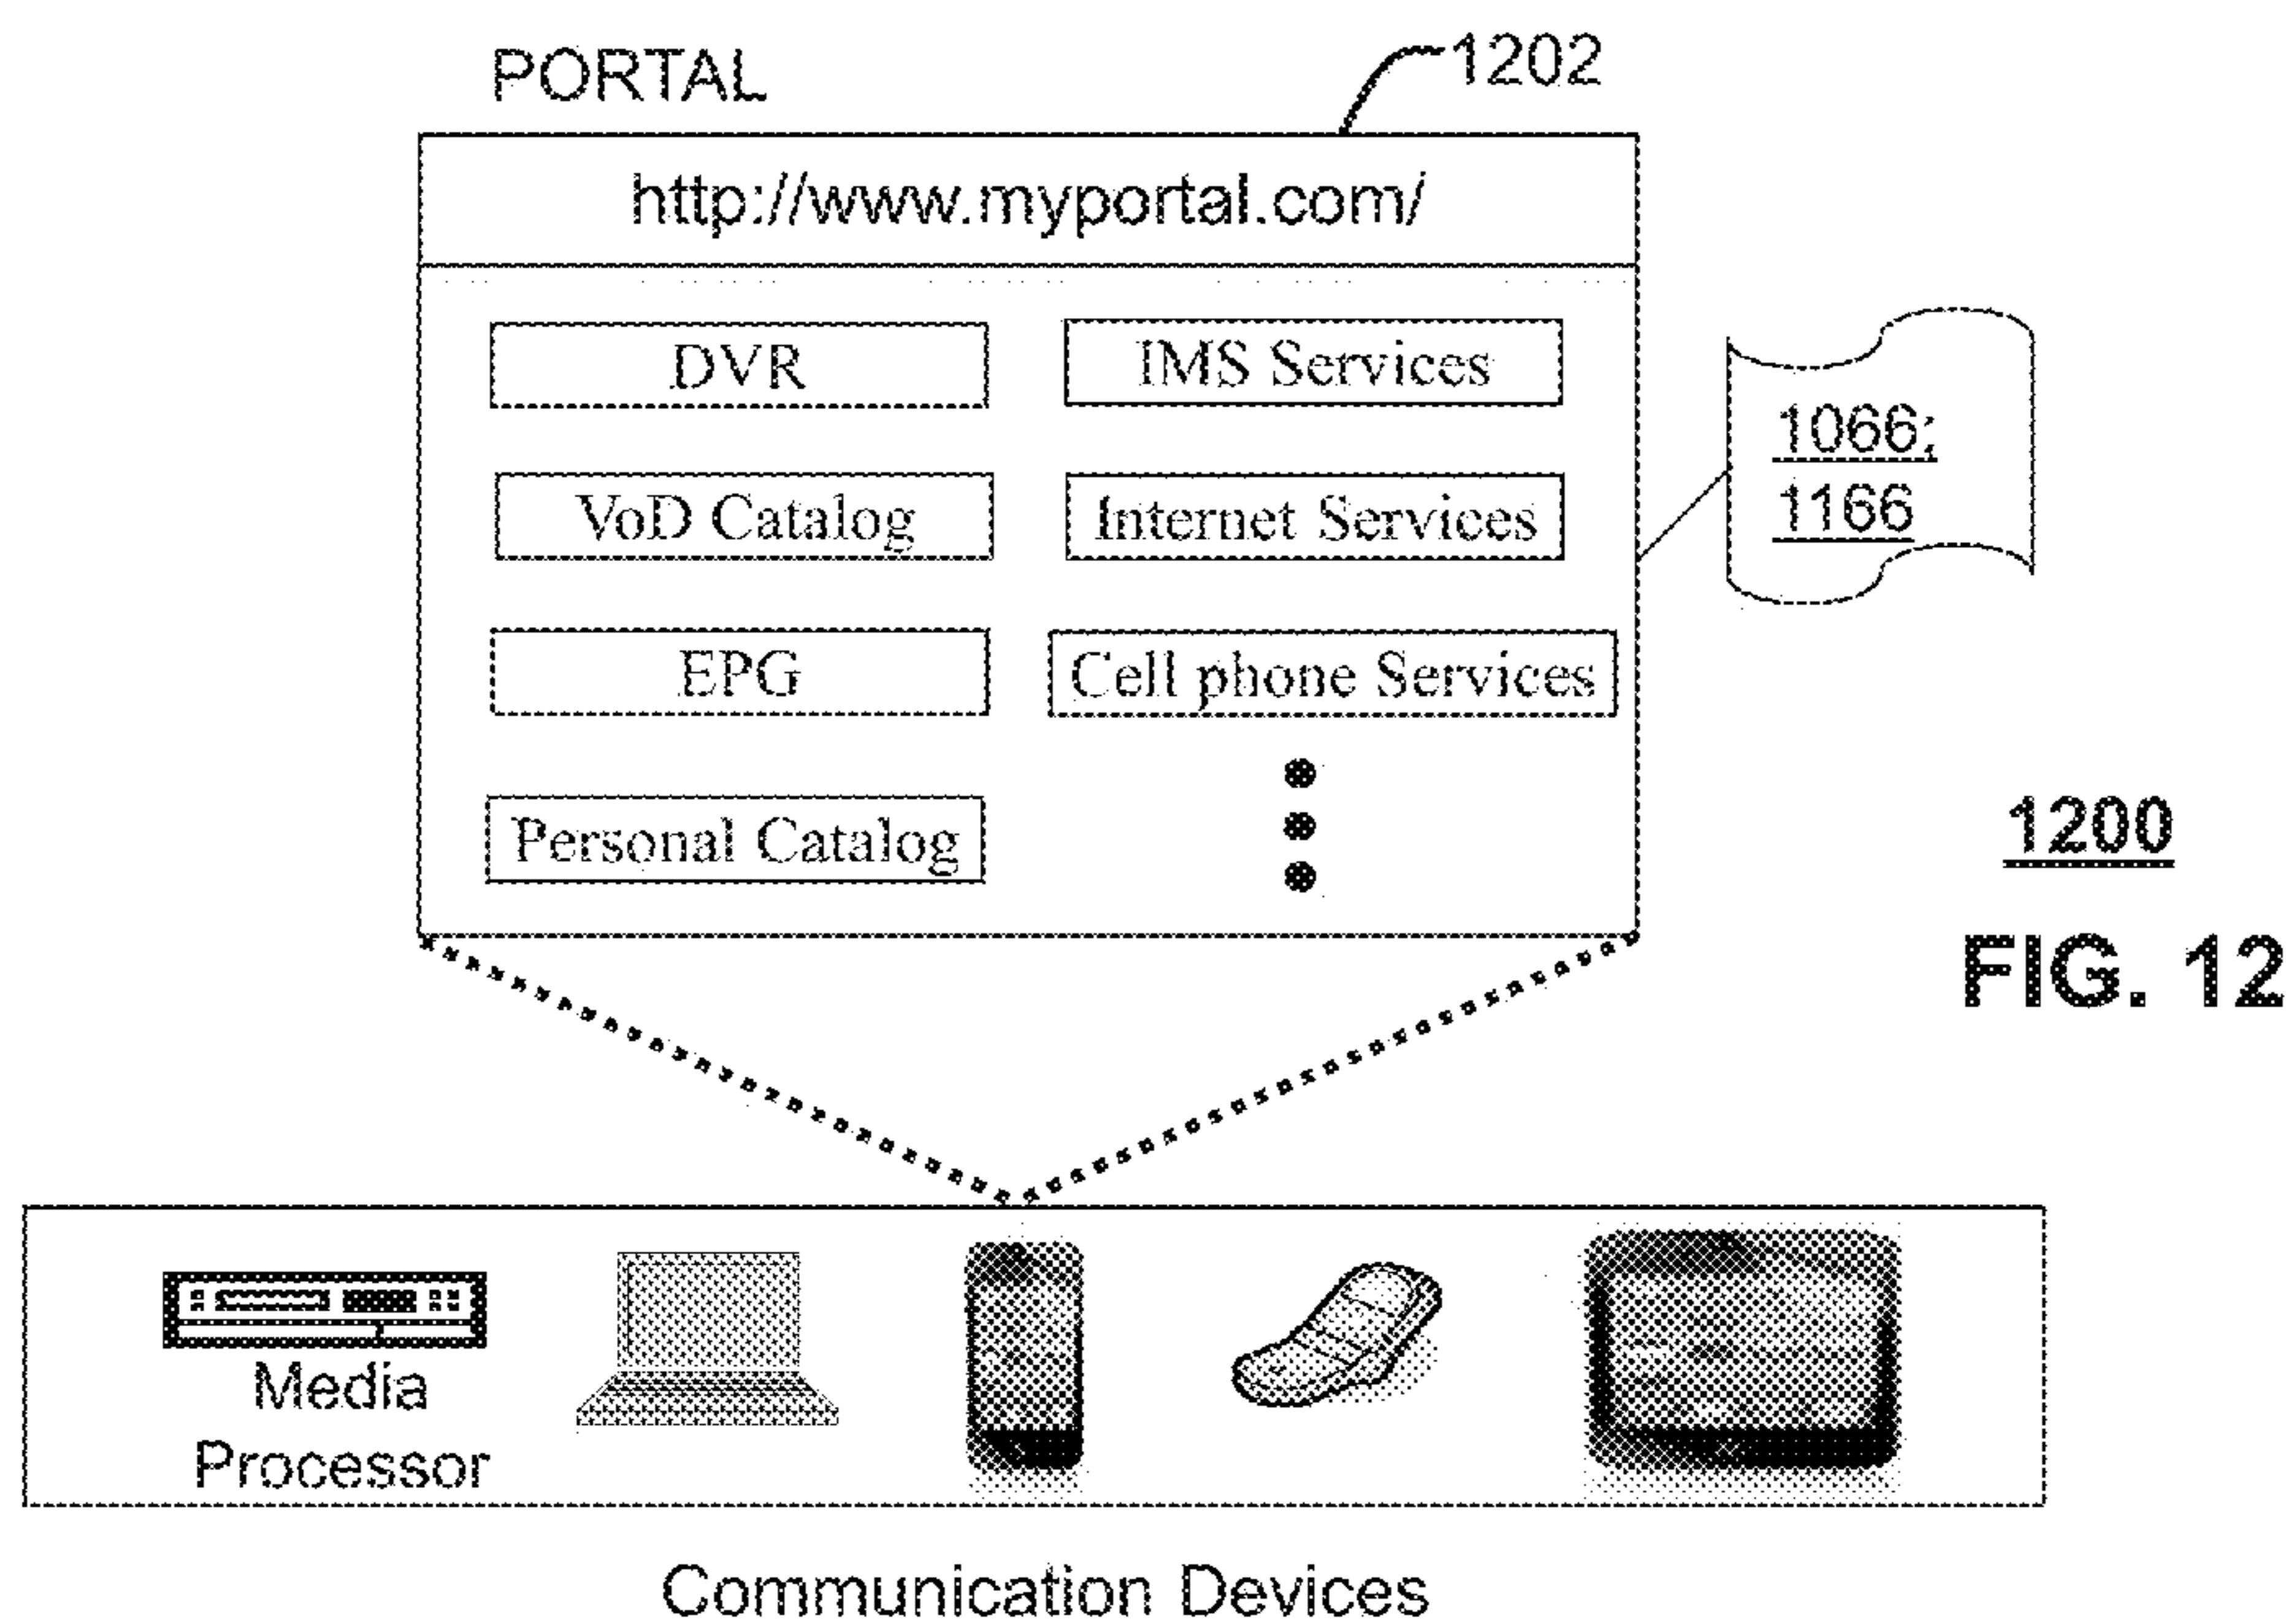 PORTAL
1202
http://www.myportal.com/
DVR
IMS Services
VoD Catalog
Internet Services
EPG
Cell phone Services
Personal Catalog
1066;
1166
1200
FIG. 12
Media
Processor
Communication Devices